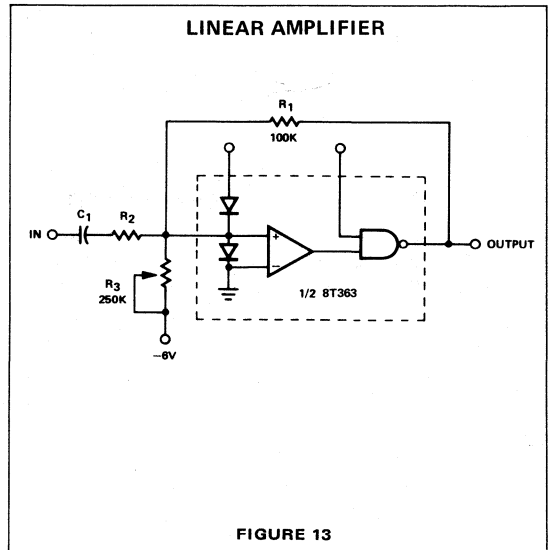 LINEAR AMPLIFIER
R1
100K
C1
R2
IN
+
−
OUTPUT
R3
250K
1/2 8T363
−6V
FIGURE 13